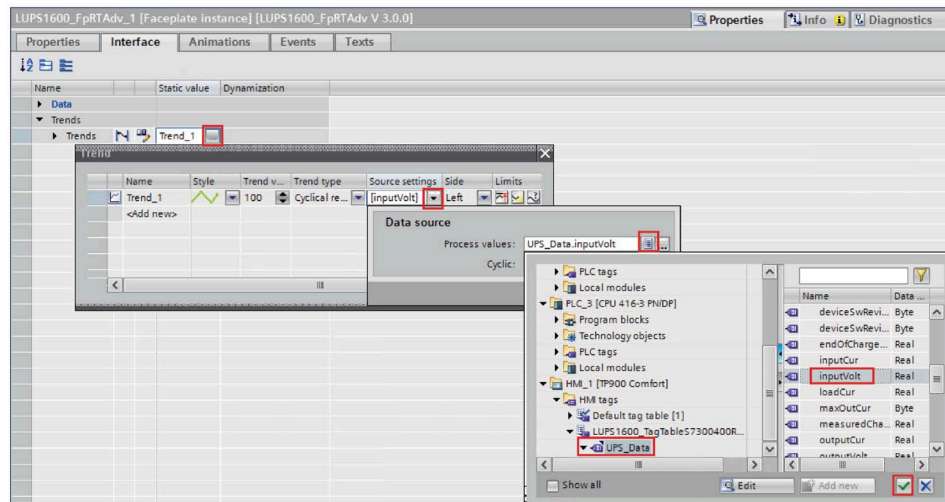 LUPS1600_FpRTAdv_1 [Faceplate instance] [LUPS1600_FpRTAdv V 3.0.0]
Properties Info Diagnostics
Properties Interface Animations Events Texts
Name Static value Dynamization
Data
Trends
Trends Trend_1 ...
Trend
Name Style Trend v... Trend type Source settings Side Limits
Trend_1 100 Cyclical re... [inputVolt] Left
<Add new>
Data source
Process values: UPS_Data.inputVolt ...
Cyclic:
PLC tags
Local modules
PLC_3 [CPU 416-3 PN/DP]
Program blocks
Technology objects
PLC tags
Local modules
HMI_1 [TP900 Comfort]
HMI tags
Default tag table [1]
LUPS1600_TagTableS7300400R...
UPS_Data
Name Data ...
deviceSwRevi... Byte
deviceSwRevi... Byte
endOfCharge... Real
inputCur Real
inputVolt Real
loadCur Real
maxOutCur Byte
measuredCha... Real
outputCur Real
outputVolt Real
Show all Edit Add new